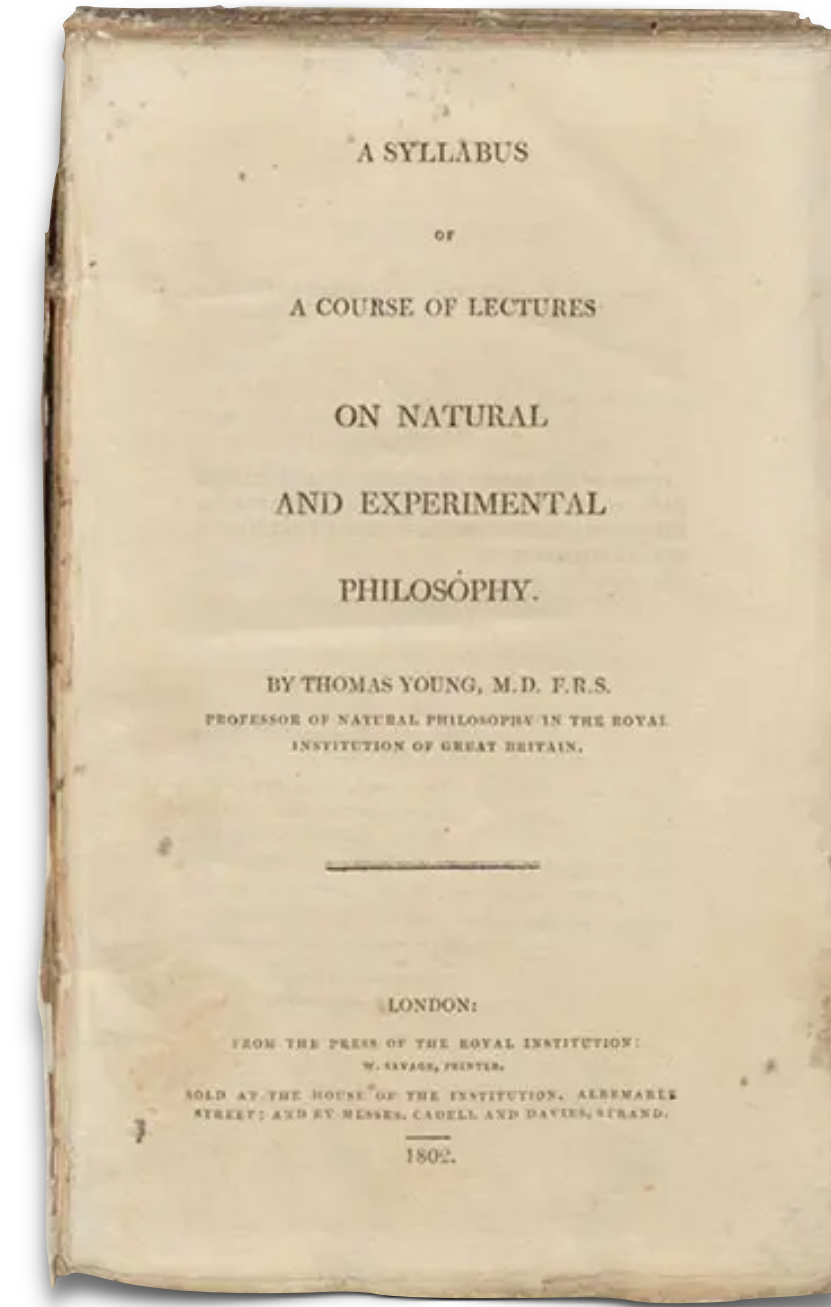 A SYLLABUS
OF
A COURSE OF LECTURES
ON NATURAL
AND EXPERIMENTAL
PHILOSOPHY.
BY THOMAS YOUNG, M.D. F.R.S.
PROFESSOR OF NATURAL PHILOSOPHY IN THE ROYAL
INSTITUTION OF GREAT BRITAIN.
LONDON:
FROM THE PRESS OF THE ROYAL INSTITUTION:
W. SAVAGE, PRINTER.
SOLD AT THE HOUSE OF THE INSTITUTION, ALBEMARLE
STREET; AND BY MESSRS. CADELL AND DAVIES, STRAND.
1802.